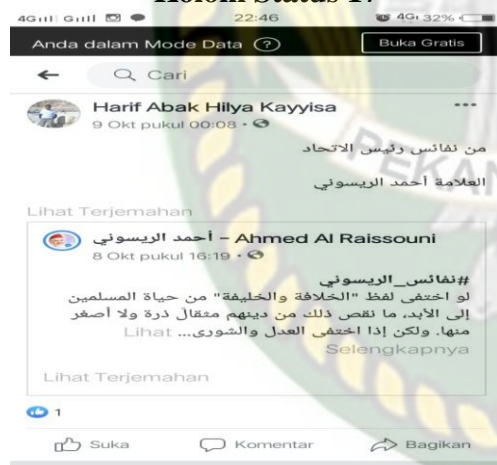 Kolom Status 17
4G 4G 22:46 4G 32%
Anda dalam Mode Data ? Buka Gratis
← Cari
Harif Abak Hilya Kayyisa ...
9 Okt pukul 00:08 ·
من نفائس رئيس الاتحاد
العلامة أحمد الريسوني
Lihat Terjemahan
أحمد الريسوني – Ahmed Al Raissouni
8 Okt pukul 16:19 ·
#نفائس_الريسوني
لو اختفى لفظ "الخلافة والخليفة" من حياة المسلمين
إلى الأبد، ما نقص ذلك من دينهم مثقال ذرة ولا أصغر
منها. ولكن إذا اختفى العدل والشورى... Lihat
Selengkapnya
Lihat Terjemahan
1
Suka Komentar Bagikan